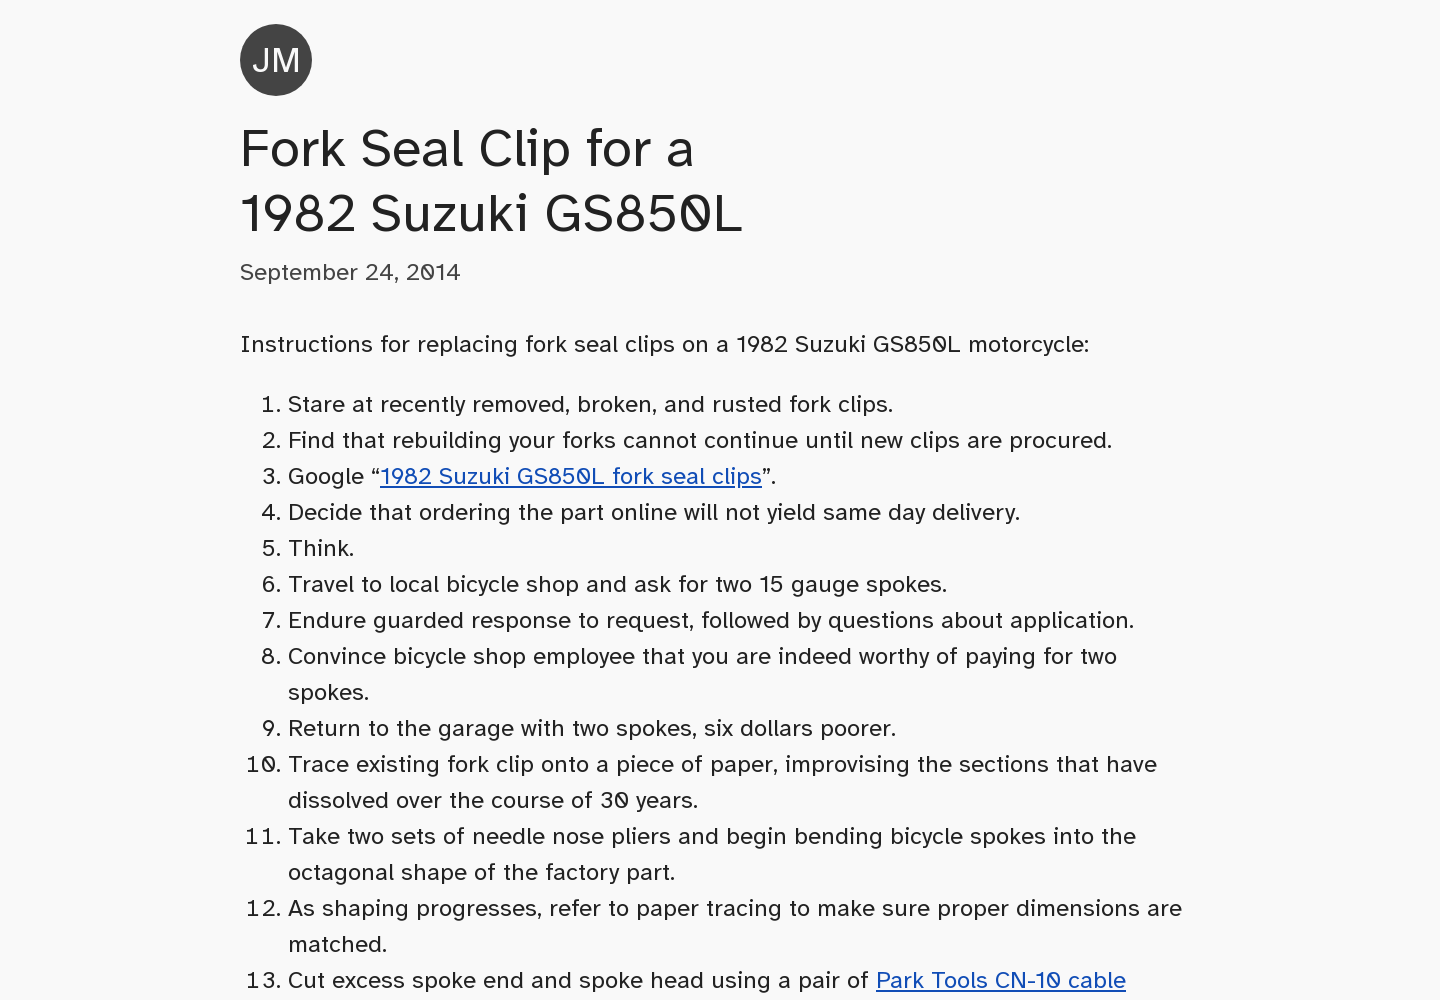 JM
Fork Seal Clip for a
1982 Suzuki GS850L
September 24, 2014
Instructions for replacing fork seal clips on a 1982 Suzuki GS850L motorcycle:
1. Stare at recently removed, broken, and rusted fork clips.
2. Find that rebuilding your forks cannot continue until new clips are procured.
3. Google “1982 Suzuki GS850L fork seal clips”.
4. Decide that ordering the part online will not yield same day delivery.
5. Think.
6. Travel to local bicycle shop and ask for two 15 gauge spokes.
7. Endure guarded response to request, followed by questions about application.
8. Convince bicycle shop employee that you are indeed worthy of paying for two
spokes.
9. Return to the garage with two spokes, six dollars poorer.
10. Trace existing fork clip onto a piece of paper, improvising the sections that have
dissolved over the course of 30 years.
11. Take two sets of needle nose pliers and begin bending bicycle spokes into the
octagonal shape of the factory part.
12. As shaping progresses, refer to paper tracing to make sure proper dimensions are
matched.
13. Cut excess spoke end and spoke head using a pair of Park Tools CN-10 cable